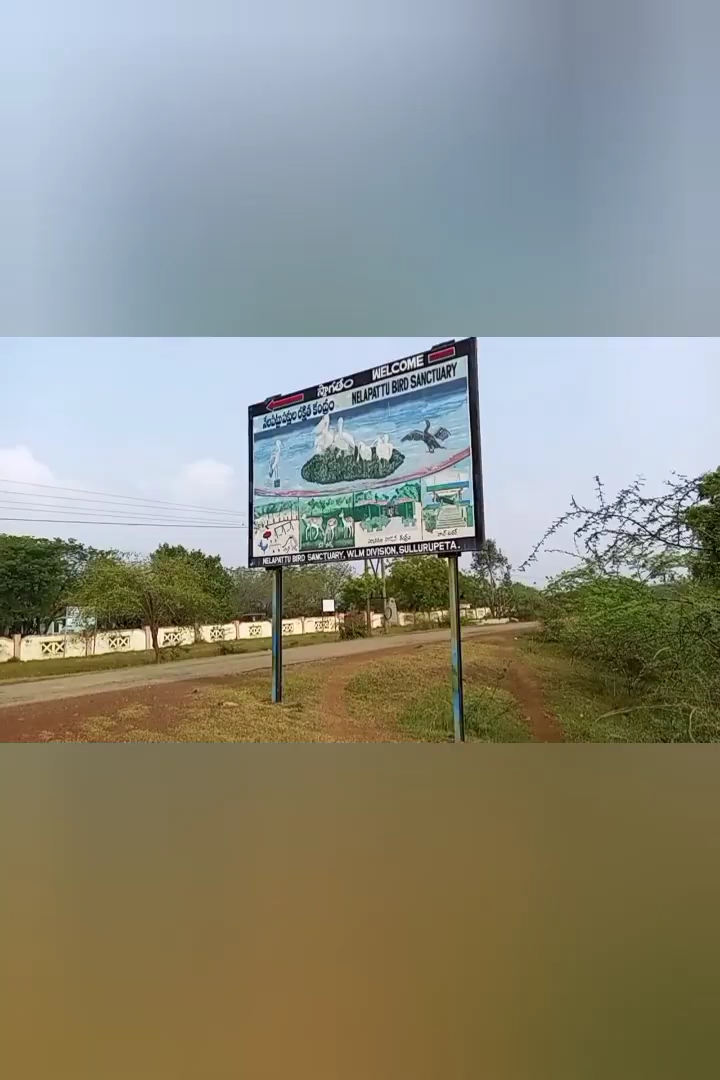 స్వాగతం WELCOME
నేలపట్టు పక్షుల రక్షిత కేంద్రం NELAPATTU BIRD SANCTUARY
NELAPATTU BIRD SANCTUARY, WLM DIVISION, SULLURUPETA.